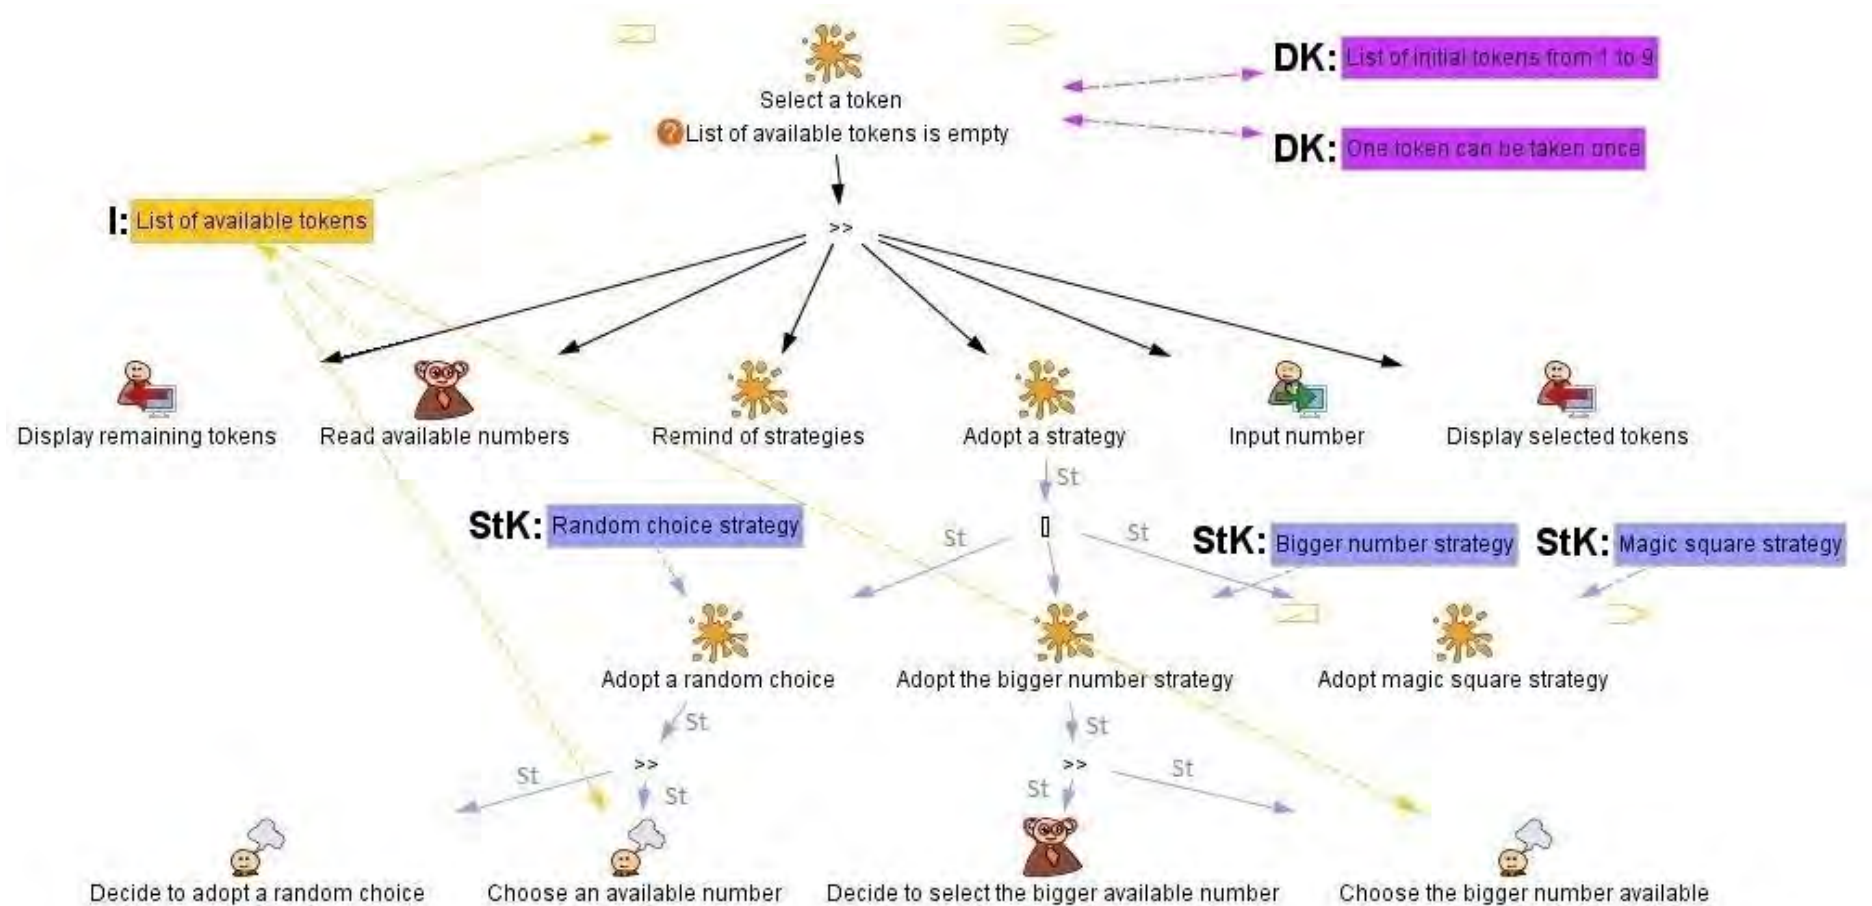 DK: List of initial tokens from 1 to 9
Select a token
? List of available tokens is empty
DK: One token can be taken once
I: List of available tokens
>>
Display remaining tokens
Read available numbers
Remind of strategies
Adopt a strategy
Input number
Display selected tokens
St
StK: Random choice strategy
St
[]
St
StK: Bigger number strategy
StK: Magic square strategy
Adopt a random choice
Adopt the bigger number strategy
Adopt magic square strategy
St
St
>>
>>
St
St
St
St
Decide to adopt a random choice
Choose an available number
Decide to select the bigger available number
Choose the bigger number available